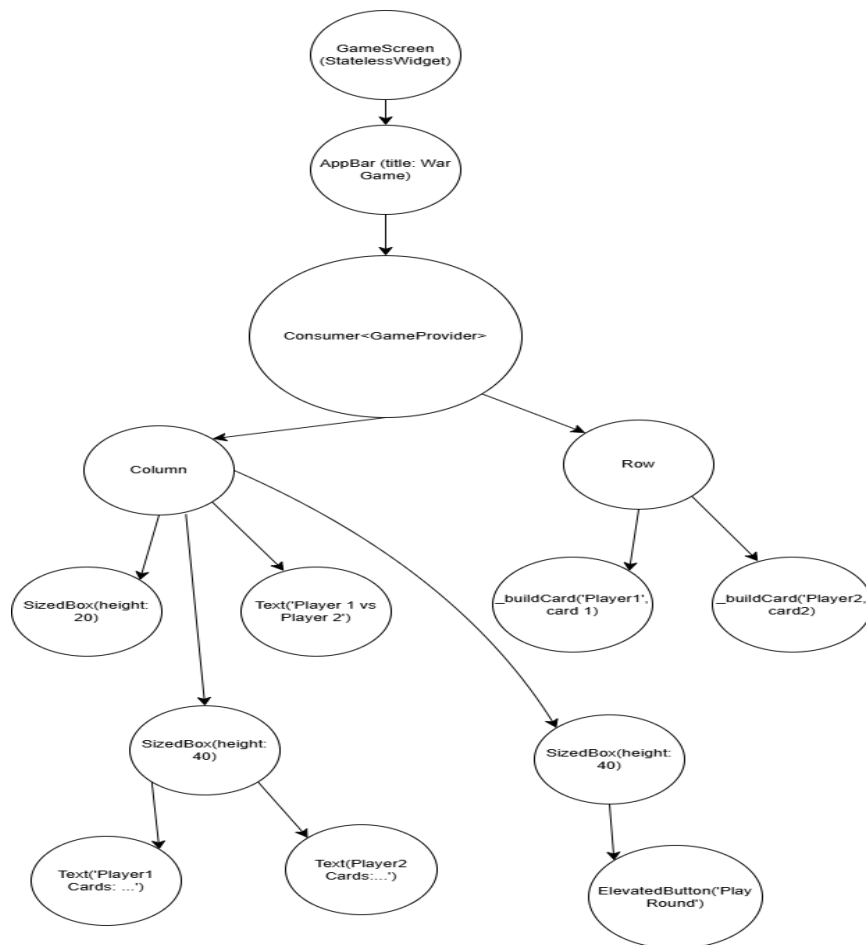 GameScreen
(StatelessWidget)
AppBar (title: War
Game)
Consumer<GameProvider>
Column
Row
SizedBox(height:
20)
Text('Player 1 vs
Player 2')
_buildCard('Player1',
card 1)
_buildCard('Player2,
card2)
SizedBox(height:
40)
SizedBox(height:
40)
Text('Player1
Cards: ...')
Text(Player2
Cards:...')
ElevatedButton('Play
Round')